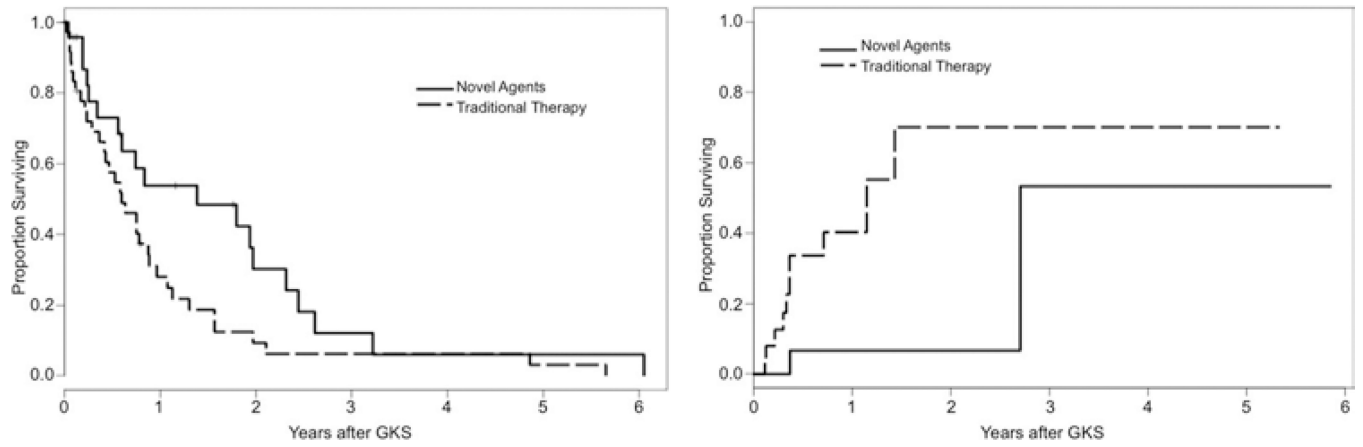 1.0
0.8
0.6
0.4
0.2
0.0
Proportion Surviving
Novel Agents
Traditional Therapy
0 1 2 3 4 5 6
Years after GKS
1.0
0.8
0.6
0.4
0.2
0.0
Proportion Surviving
Novel Agents
Traditional Therapy
0 1 2 3 4 5 6
Years after GKS